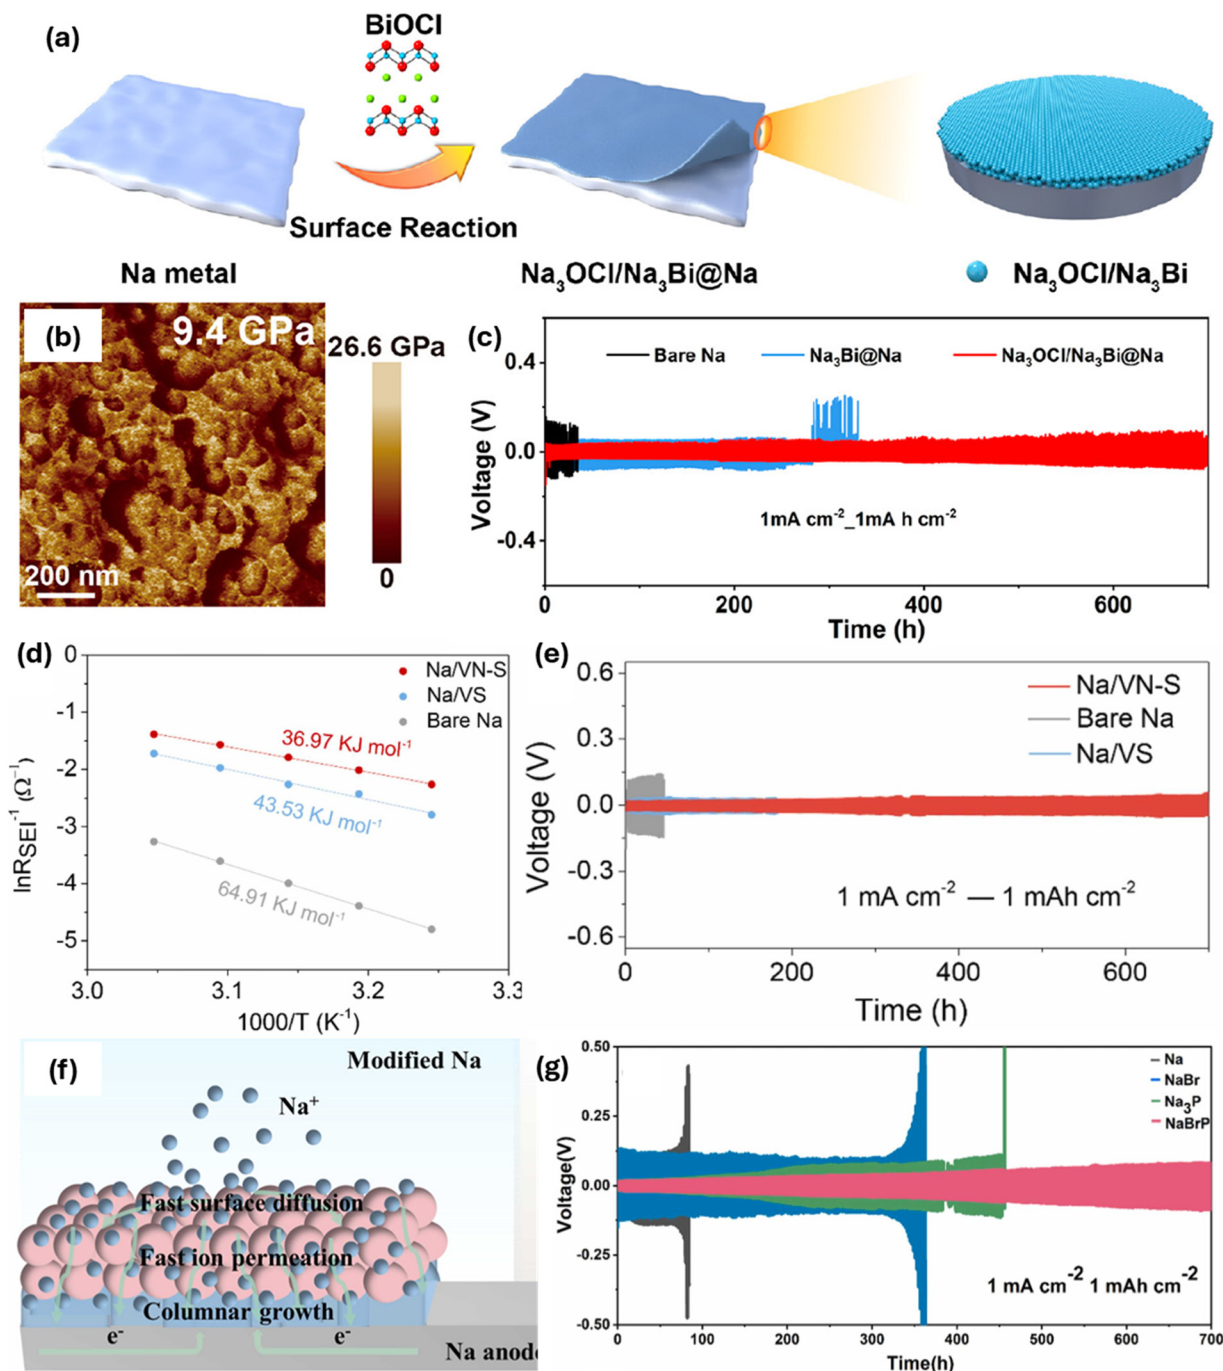 (a)
BiOCl
Surface Reaction
Na metal
Na₃OCl/Na₃Bi@Na
Na₃OCl/Na₃Bi
(b)
9.4 GPa
26.6 GPa
0
200 nm
(c)
Bare Na
Na₃Bi@Na
Na₃OCl/Na₃Bi@Na
0.4
0.0
-0.4
Voltage (V)
1mA cm⁻²_1mA h cm⁻²
0
200
400
600
Time (h)
(d)
0
-1
-2
-3
-4
-5
lnR_SEI⁻¹ (Ω⁻¹)
Na/VN-S
Na/VS
Bare Na
36.97 KJ mol⁻¹
43.53 KJ mol⁻¹
64.91 KJ mol⁻¹
3.0
3.1
3.2
3.3
1000/T (K⁻¹)
(e)
0.6
0.3
0.0
-0.3
-0.6
Voltage (V)
Na/VN-S
Bare Na
Na/VS
1 mA cm⁻² — 1 mAh cm⁻²
0
200
400
600
Time (h)
(f)
Modified Na
Na⁺
Fast surface diffusion
Fast ion permeation
Columnar growth
e⁻
e⁻
Na anode
(g)
0.50
0.25
0.00
-0.25
-0.50
Voltage(V)
Na
NaBr
Na₃P
NaBrP
1 mA cm⁻² 1 mAh cm⁻²
0
100
200
300
400
500
600
700
Time(h)